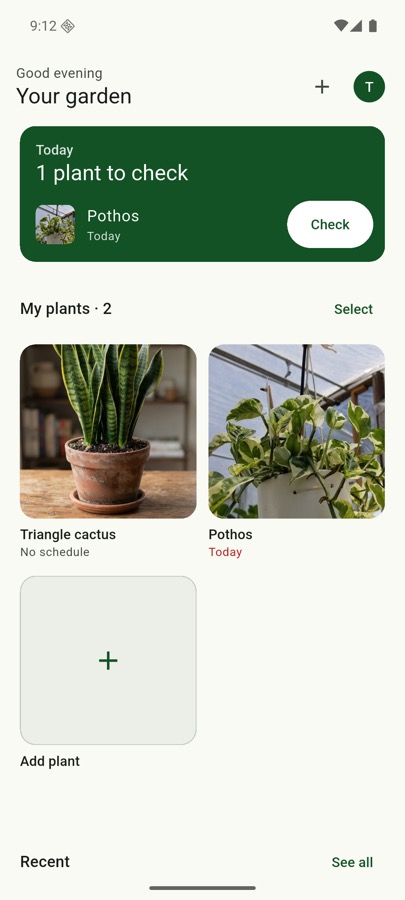 9:12
Good evening
Your garden
T
Today
1 plant to check
Pothos
Today
Check
My plants · 2
Select
Triangle cactus
No schedule
Pothos
Today
Add plant
Recent
See all